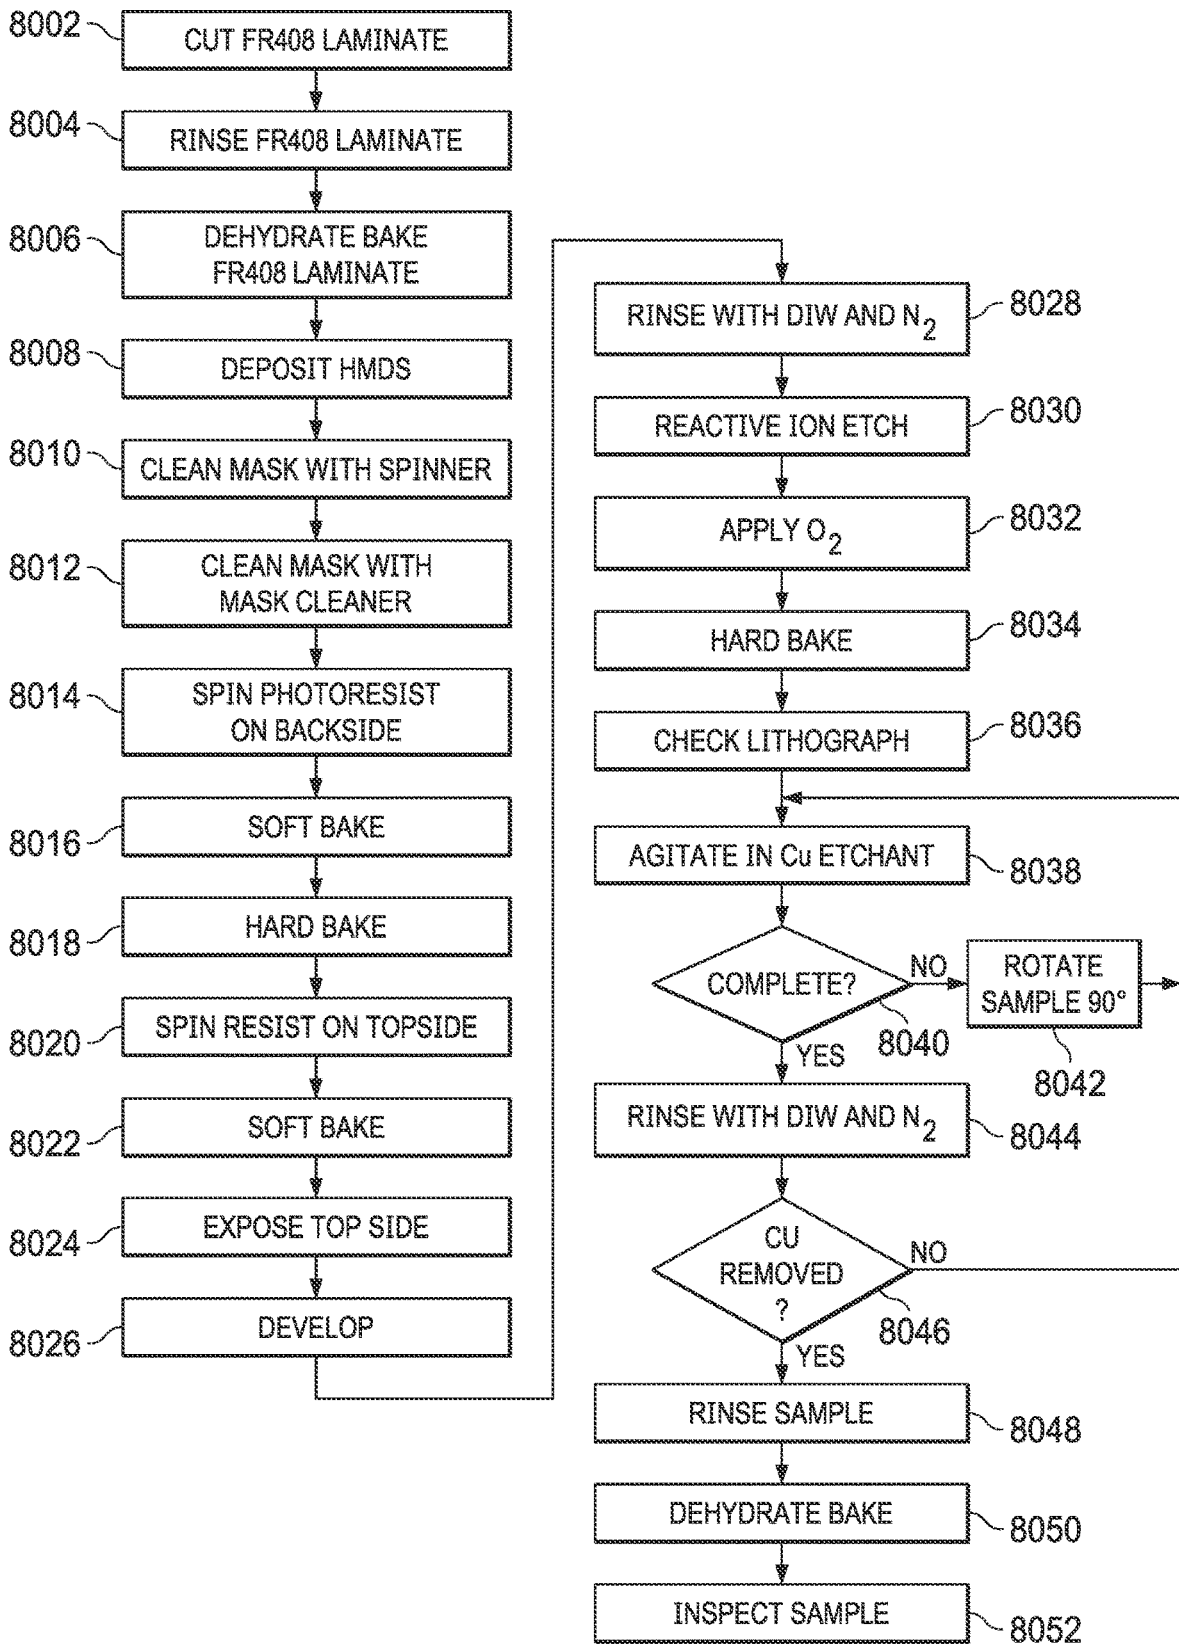 8002
CUT FR408 LAMINATE
8004
RINSE FR408 LAMINATE
8006
DEHYDRATE BAKE
FR408 LAMINATE
8008
DEPOSIT HMDS
8010
CLEAN MASK WITH SPINNER
8012
CLEAN MASK WITH
MASK CLEANER
8014
SPIN PHOTORESIST
ON BACKSIDE
8016
SOFT BAKE
8018
HARD BAKE
8020
SPIN RESIST ON TOPSIDE
8022
SOFT BAKE
8024
EXPOSE TOP SIDE
8026
DEVELOP
RINSE WITH DIW AND N2
8028
REACTIVE ION ETCH
8030
APPLY O2
8032
HARD BAKE
8034
CHECK LITHOGRAPH
8036
AGITATE IN Cu ETCHANT
8038
COMPLETE?
8040
NO
ROTATE
SAMPLE 90°
8042
YES
RINSE WITH DIW AND N2
8044
CU
REMOVED
?
8046
NO
YES
RINSE SAMPLE
8048
DEHYDRATE BAKE
8050
INSPECT SAMPLE
8052